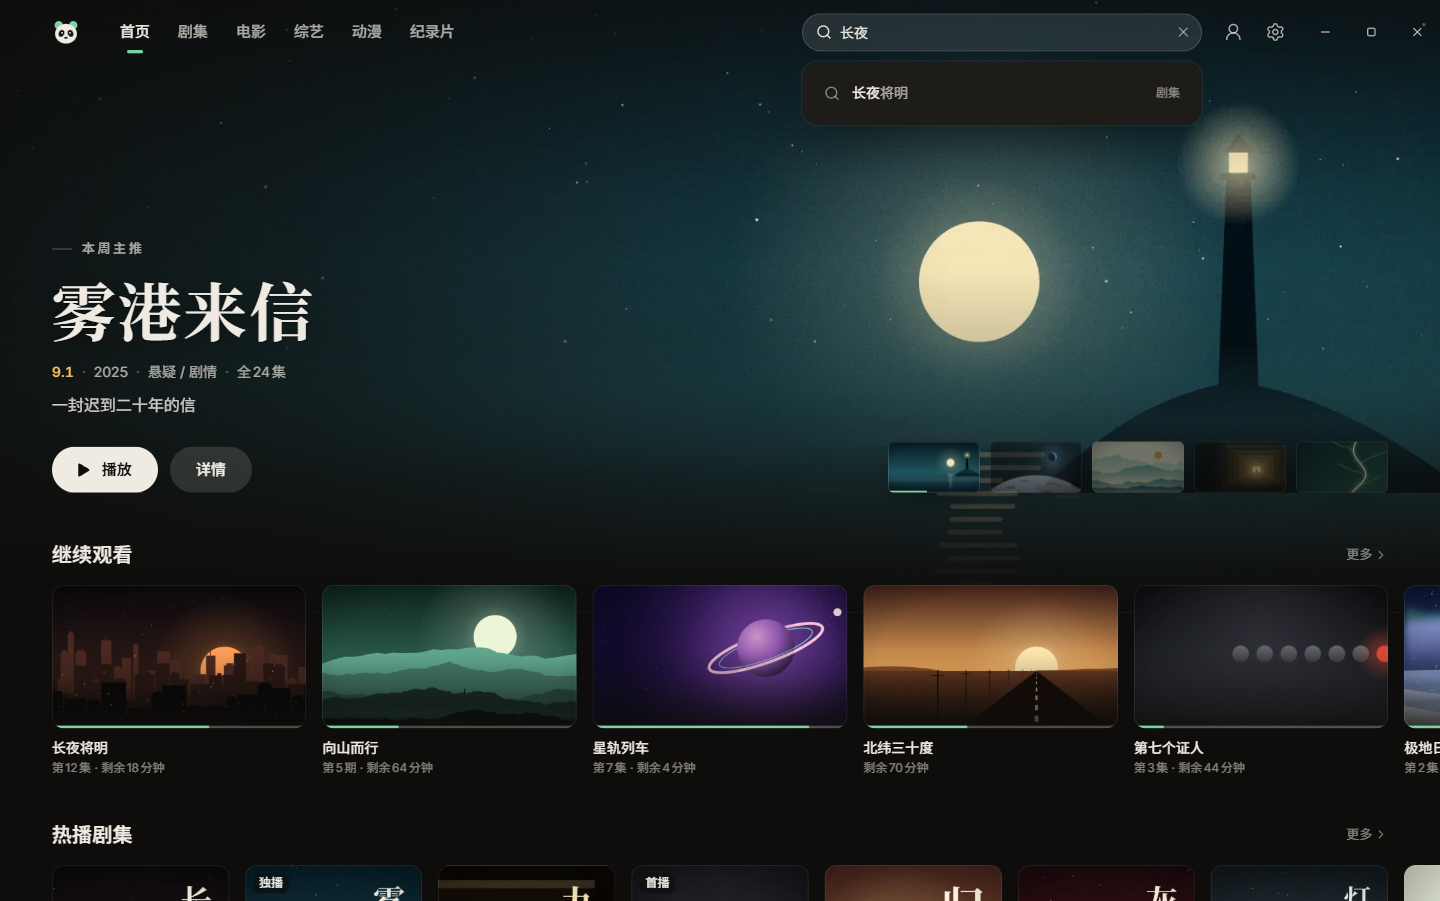 首页 剧集 电影 综艺 动漫 纪录片 长夜
长夜将明 剧集
本周主推
雾港来信
9.1 · 2025 · 悬疑 / 剧情 · 全24集
一封迟到二十年的信
播放 详情
继续观看 更多
长夜将明 向山而行 星轨列车 北纬三十度 第七个证人
第12集 · 剩余18分钟 第5期 · 剩余64分钟 第7集 · 剩余4分钟 剩余70分钟 第3集 · 剩余44分钟 第2集
热播剧集 更多
独播 首播